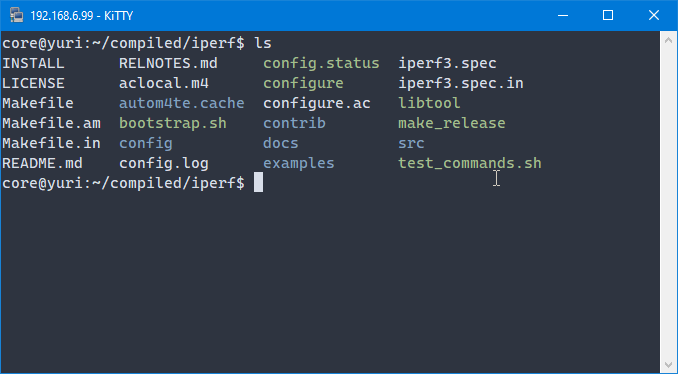 192.168.6.99 - KiTTY
core@yuri:~/compiled/iperf$ ls
INSTALL      RELNOTES.md     config.status  iperf3.spec
LICENSE      aclocal.m4      configure      iperf3.spec.in
Makefile     autom4te.cache  configure.ac   libtool
Makefile.am  bootstrap.sh    contrib        make_release
Makefile.in  config          docs           src
README.md    config.log      examples       test_commands.sh
core@yuri:~/compiled/iperf$